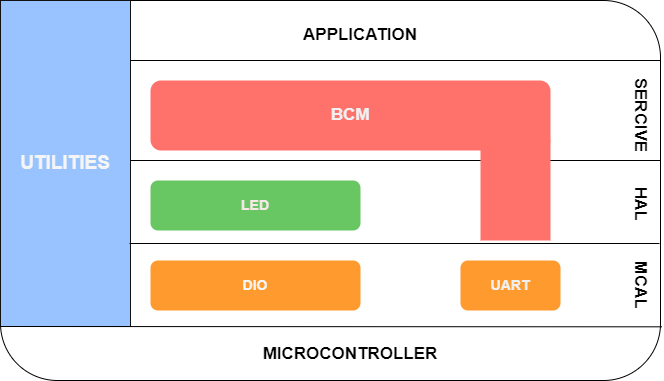 APPLICATION
UTILITIES
BCM
SERCIVE
LED
HAL
DIO
UART
MCAL
MICROCONTROLLER